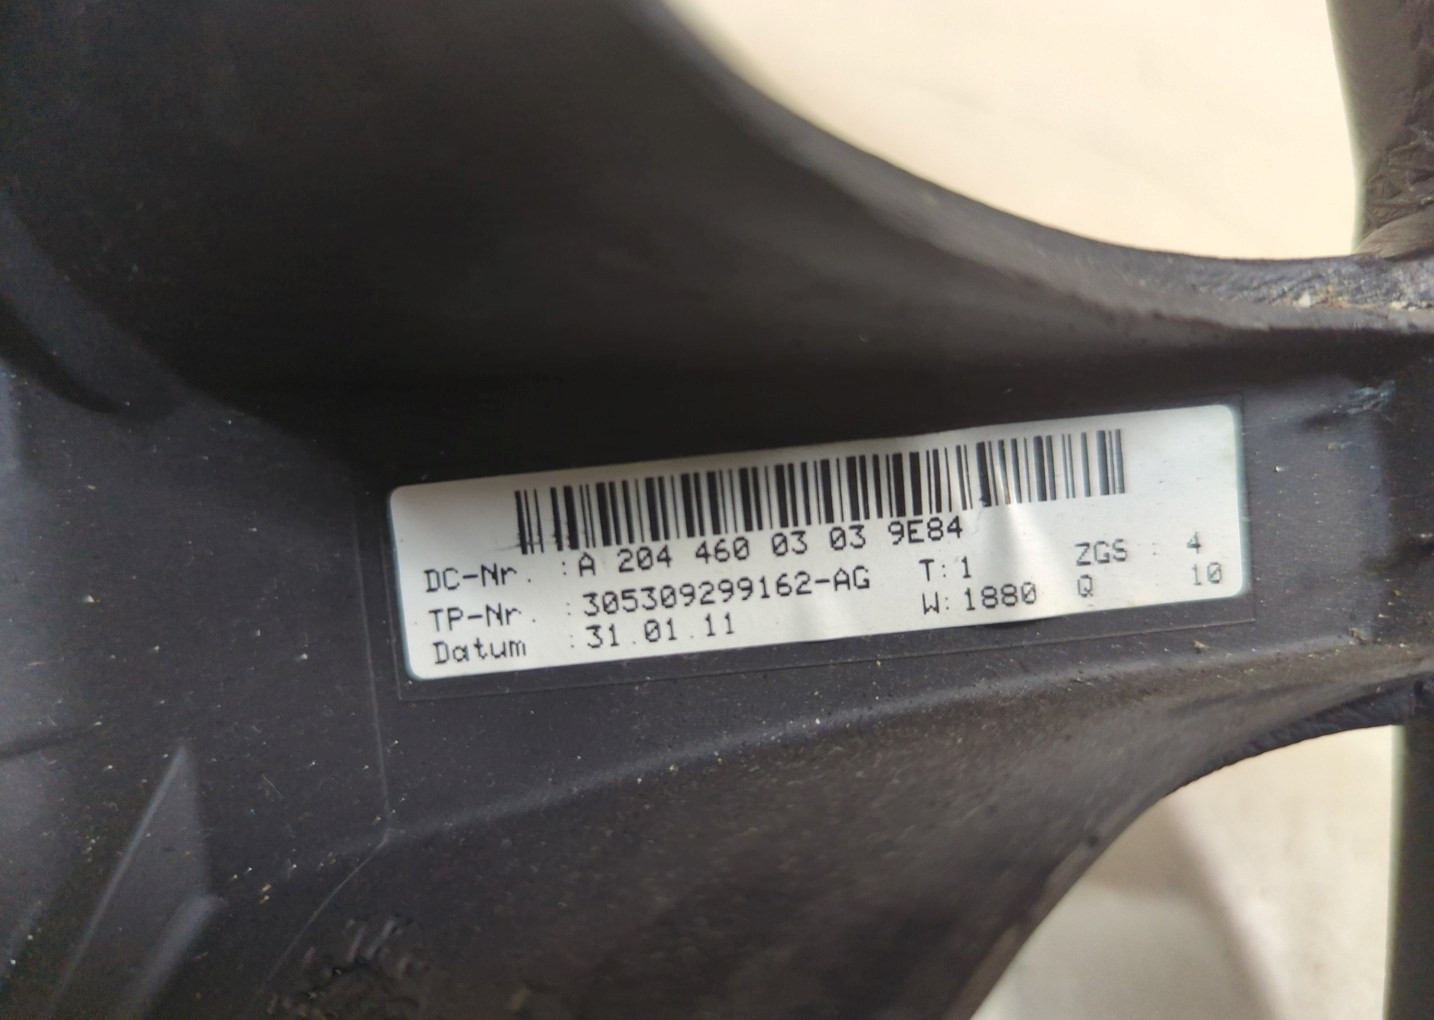 DC-Nr. :A 204 460 03 03 9E84
TP-Nr. :305309299162-AG T:1 ZGS : 4
Datum :31.01.11 W:1880 Q 10